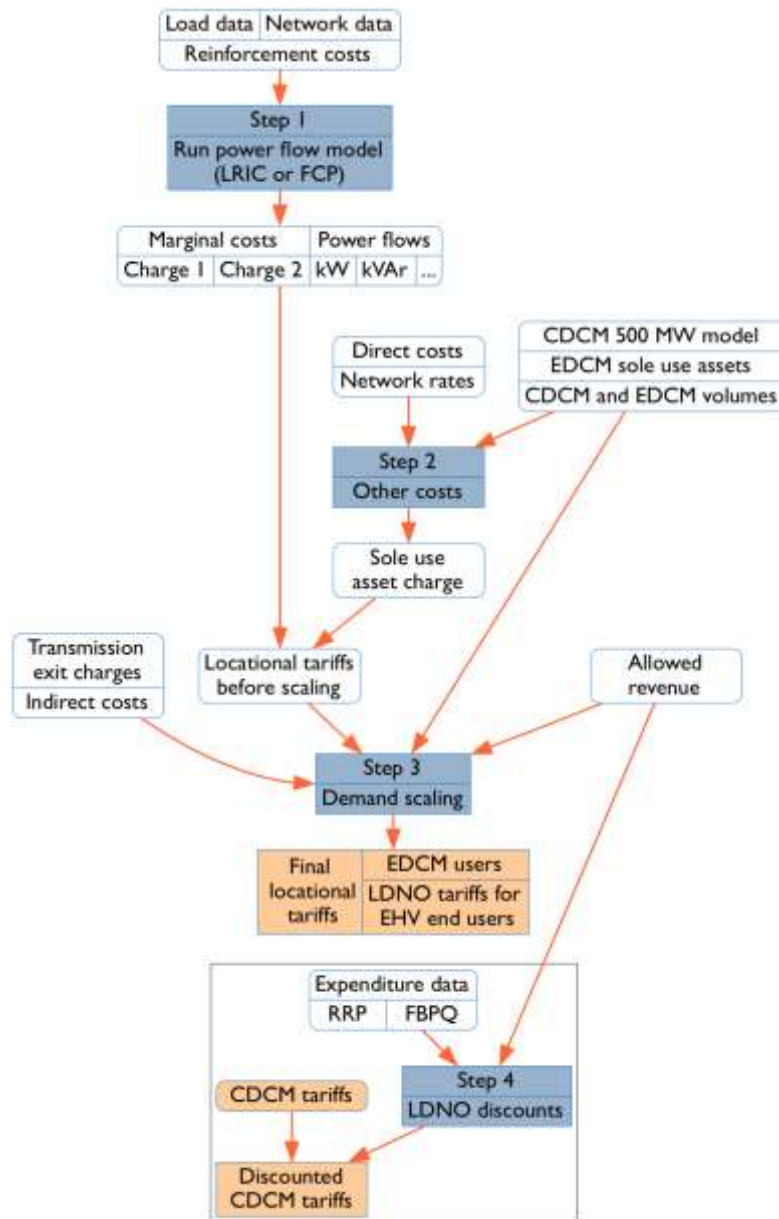 Load data Network data
Reinforcement costs
Step 1
Run power flow model
(LRIC or FCP)
Marginal costs Power flows
Charge 1 Charge 2 kW kVAr ...
Direct costs
Network rates
CDCM 500 MW model
EDCM sole use assets
CDCM and EDCM volumes
Step 2
Other costs
Sole use
asset charge
Transmission
exit charges
Indirect costs
Locational tariffs
before scaling
Allowed
revenue
Step 3
Demand scaling
Final
locational
tariffs
EDCM users
LDNO tariffs for
EHV end users
Expenditure data
RRP FBPQ
Step 4
LDNO discounts
CDCM tariffs
Discounted
CDCM tariffs